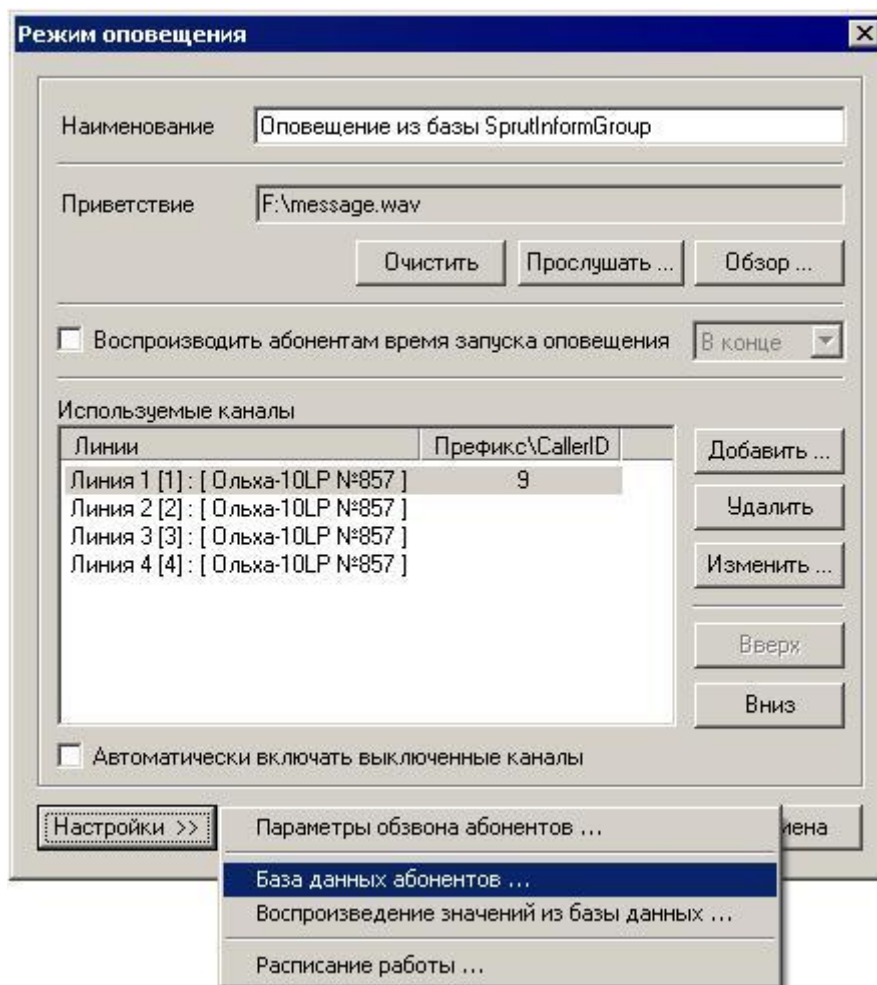 Режим оповещения
Наименование Оповещение из базы SprutInformGroup
Приветствие F:\message.wav
Очистить Прослушать ... Обзор ...
Воспроизводить абонентам время запуска оповещения В конце
Используемые каналы
Линии Префикс\CallerID
Линия 1 [1] : [ Ольха-10LP №857 ] 9
Линия 2 [2] : [ Ольха-10LP №857 ]
Линия 3 [3] : [ Ольха-10LP №857 ]
Линия 4 [4] : [ Ольха-10LP №857 ]
Добавить ...
Удалить
Изменить ...
Вверх
Вниз
Автоматически включать выключенные каналы
Настройки >>
Параметры обзвона абонентов ...
База данных абонентов ...
Воспроизведение значений из базы данных ...
Расписание работы ...